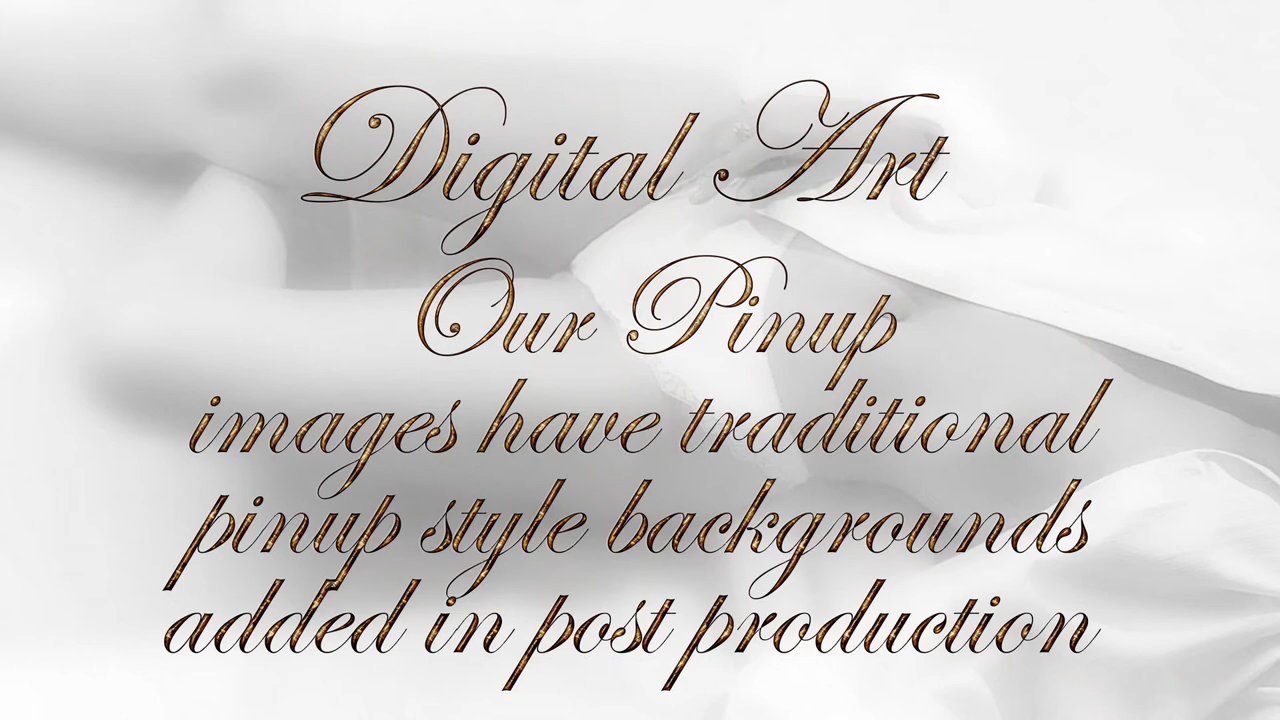 Digital Art
Our Pinup
images have traditional
pinup style backgrounds
added in post production